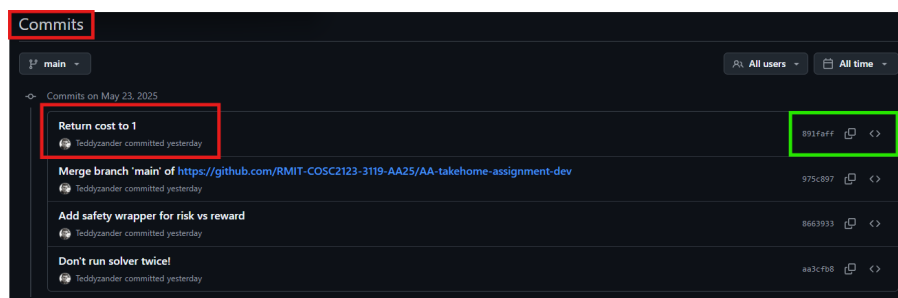 Commits
main
All users
All time
Commits on May 23, 2025
Return cost to 1
Teddyzander committed yesterday
891faff
Merge branch 'main' of https://github.com/RMIT-COSC2123-3119-AA25/AA-takehome-assignment-dev
Teddyzander committed yesterday
975c897
Add safety wrapper for risk vs reward
Teddyzander committed yesterday
8663933
Don't run solver twice!
Teddyzander committed yesterday
aa3cfb8